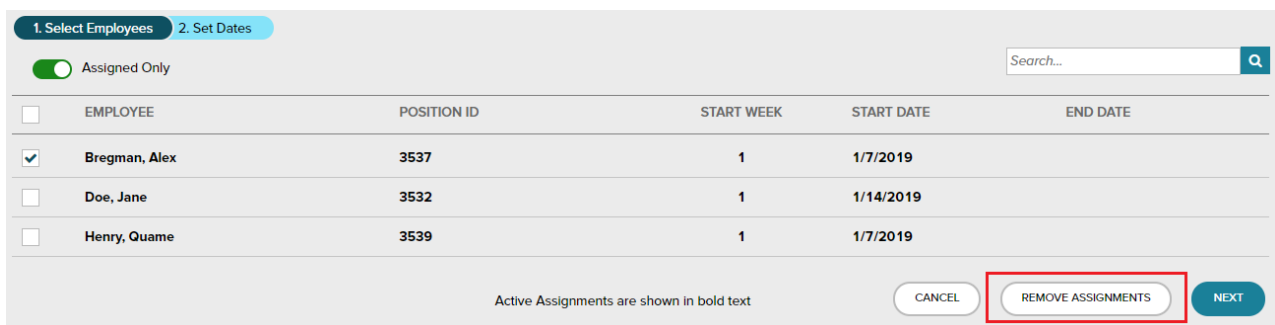 1. Select Employees 2. Set Dates
Assigned Only Search...
EMPLOYEE POSITION ID START WEEK START DATE END DATE
Bregman, Alex 3537 1 1/7/2019
Doe, Jane 3532 1 1/14/2019
Henry, Quame 3539 1 1/7/2019
Active Assignments are shown in bold text CANCEL REMOVE ASSIGNMENTS NEXT